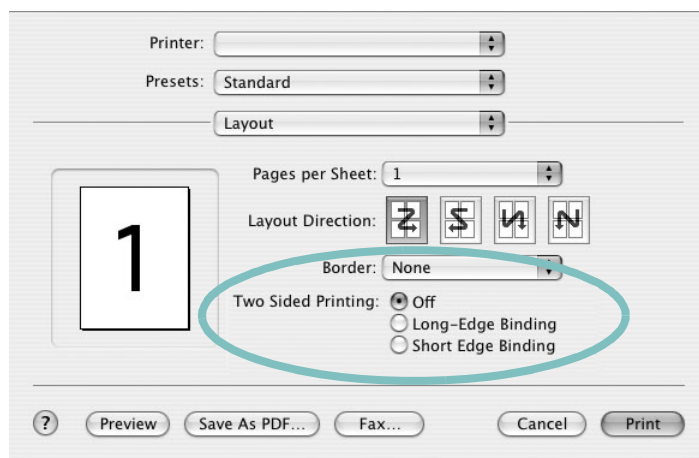 Printer:
Presets: Standard
Layout
Pages per Sheet: 1
1
Layout Direction:
Border: None
Two Sided Printing: Off
Long-Edge Binding
Short Edge Binding
? Preview Save As PDF... Fax... Cancel Print